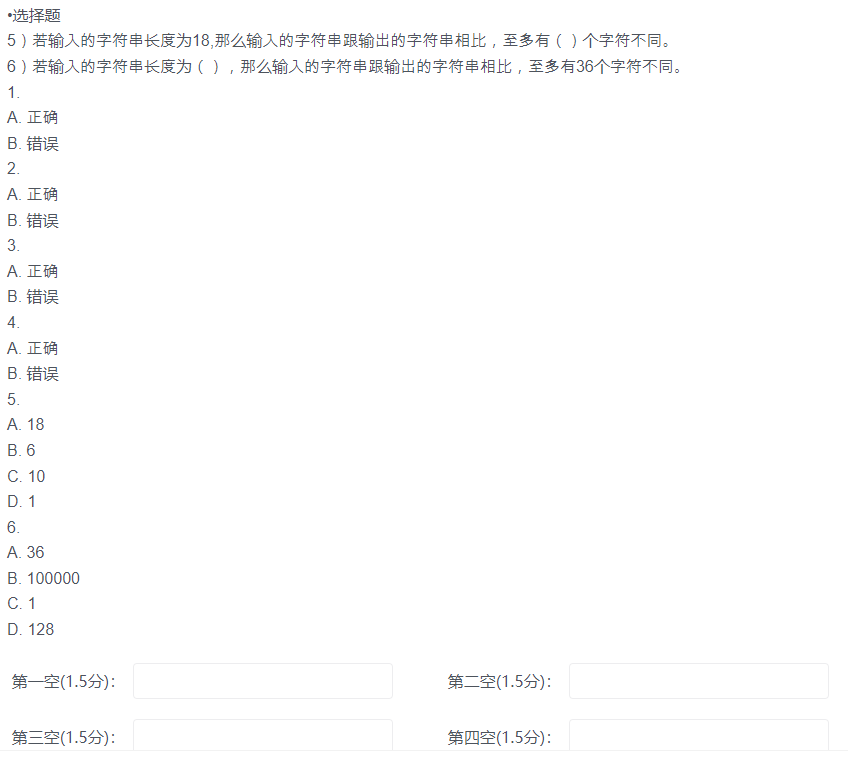 •选择题
5）若输入的字符串长度为18,那么输入的字符串跟输出的字符串相比，至多有（ ）个字符不同。
6）若输入的字符串长度为（ ），那么输入的字符串跟输出的字符串相比，至多有36个字符不同。
1.
A. 正确
B. 错误
2.
A. 正确
B. 错误
3.
A. 正确
B. 错误
4.
A. 正确
B. 错误
5.
A. 18
B. 6
C. 10
D. 1
6.
A. 36
B. 100000
C. 1
D. 128
第一空(1.5分)： 第二空(1.5分)：
第三空(1.5分)： 第四空(1.5分)：